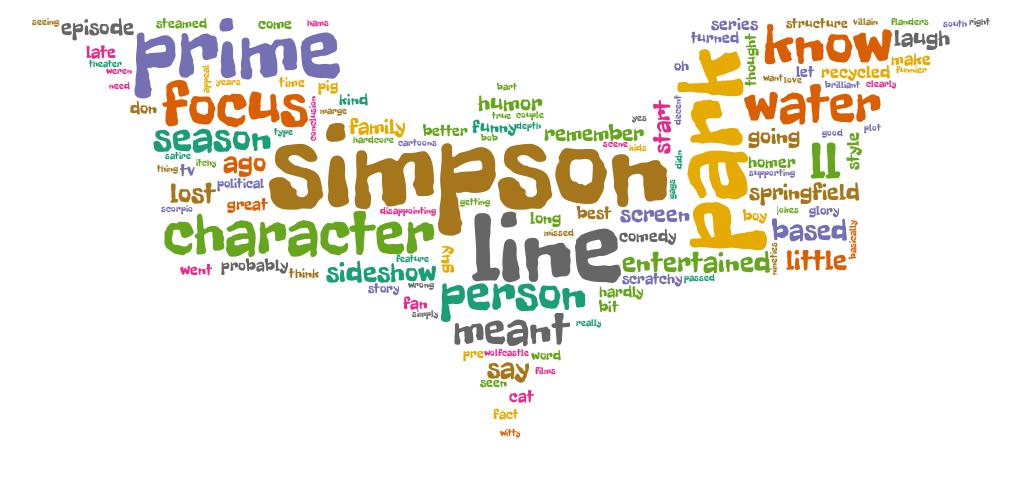 seeing episode steamed come hams
prime
late theater weren need
appeal years time pig
don focus conclusion marge kind
season type family hardcore cartoons
satire itchy thing tv ago
lost political scorpio great
simpson
bart humor true couple
better funny depth bob remember
yes scene kids start decent didn gags
character disappointing getting
line
long best screen missed comedy
went probably think sideshow feature guy
story wrong fan simply
person
entertained scratchy passed hardly bit
meant really
pre wolfcastle word
say films
seen
cat
fact
witty
series structure villain flanders south right
turned thought know laugh
oh want love let recycled make funnier
brilliant clearly
park
water
going good plot style
homer supporting ll
springfield
boy jokes glory
based basically
nineties little